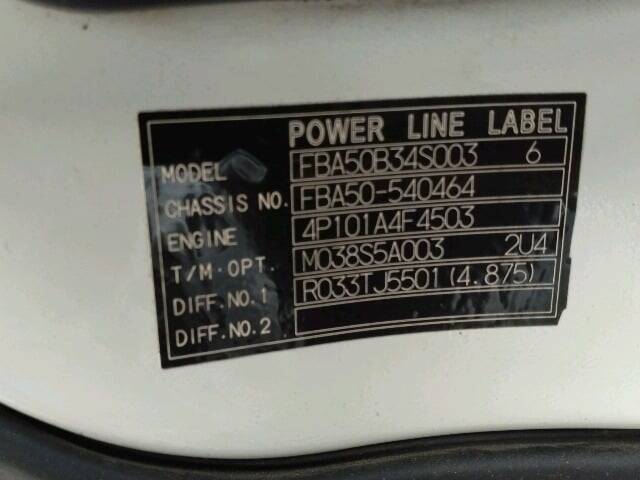 POWER LINE LABEL
MODEL FBA50B34S003 6
CHASSIS NO. FBA50-540464
ENGINE 4P101A4F4503
T/M·OPT. M038S5A003 2U4
DIFF.NO.1 R033TJ5501(4.875)
DIFF.NO.2